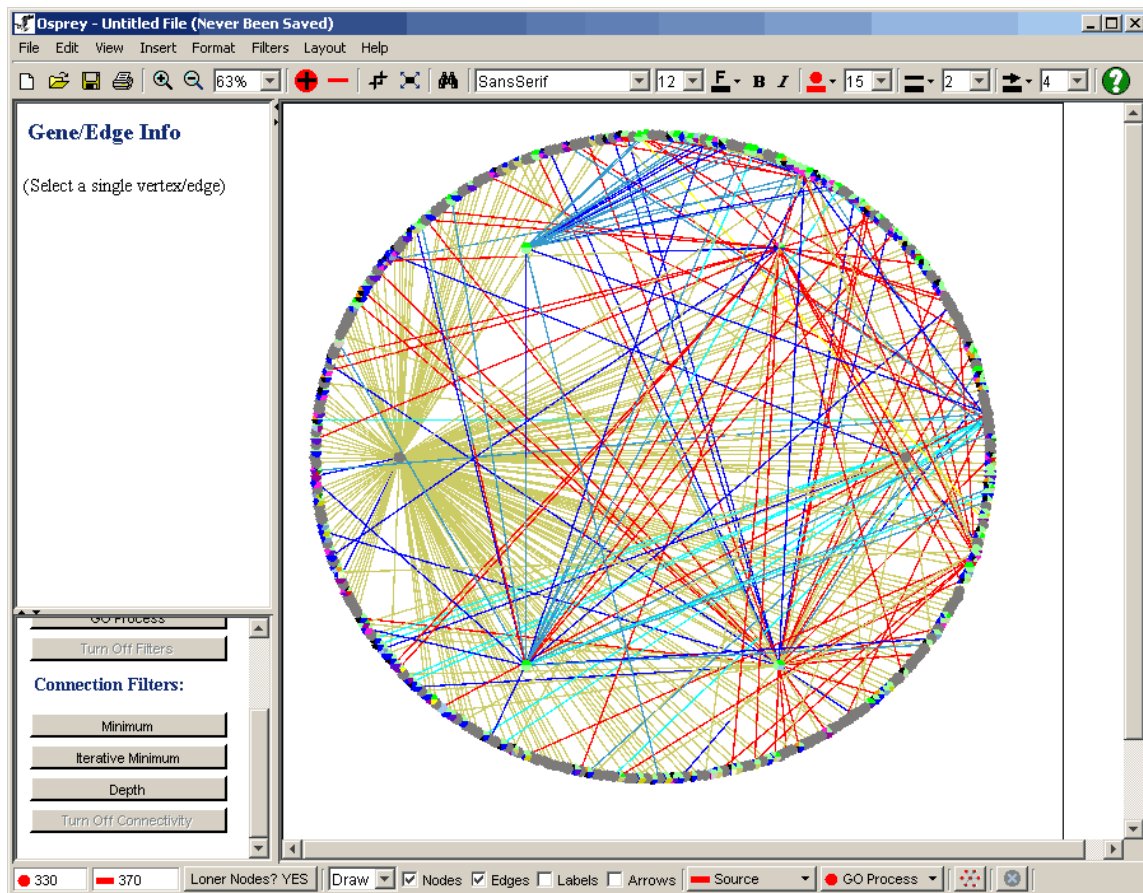 Osprey - Untitled File (Never Been Saved)
File Edit View Insert Format Filters Layout Help
63% SansSerif 12 F B I 15 2 4 ?
Gene/Edge Info
(Select a single vertex/edge)
GO Process
Turn Off Filters
Connection Filters:
Minimum
Iterative Minimum
Depth
Turn Off Connectivity
330 370 Loner Nodes? YES Draw Nodes Edges Labels Arrows Source GO Process